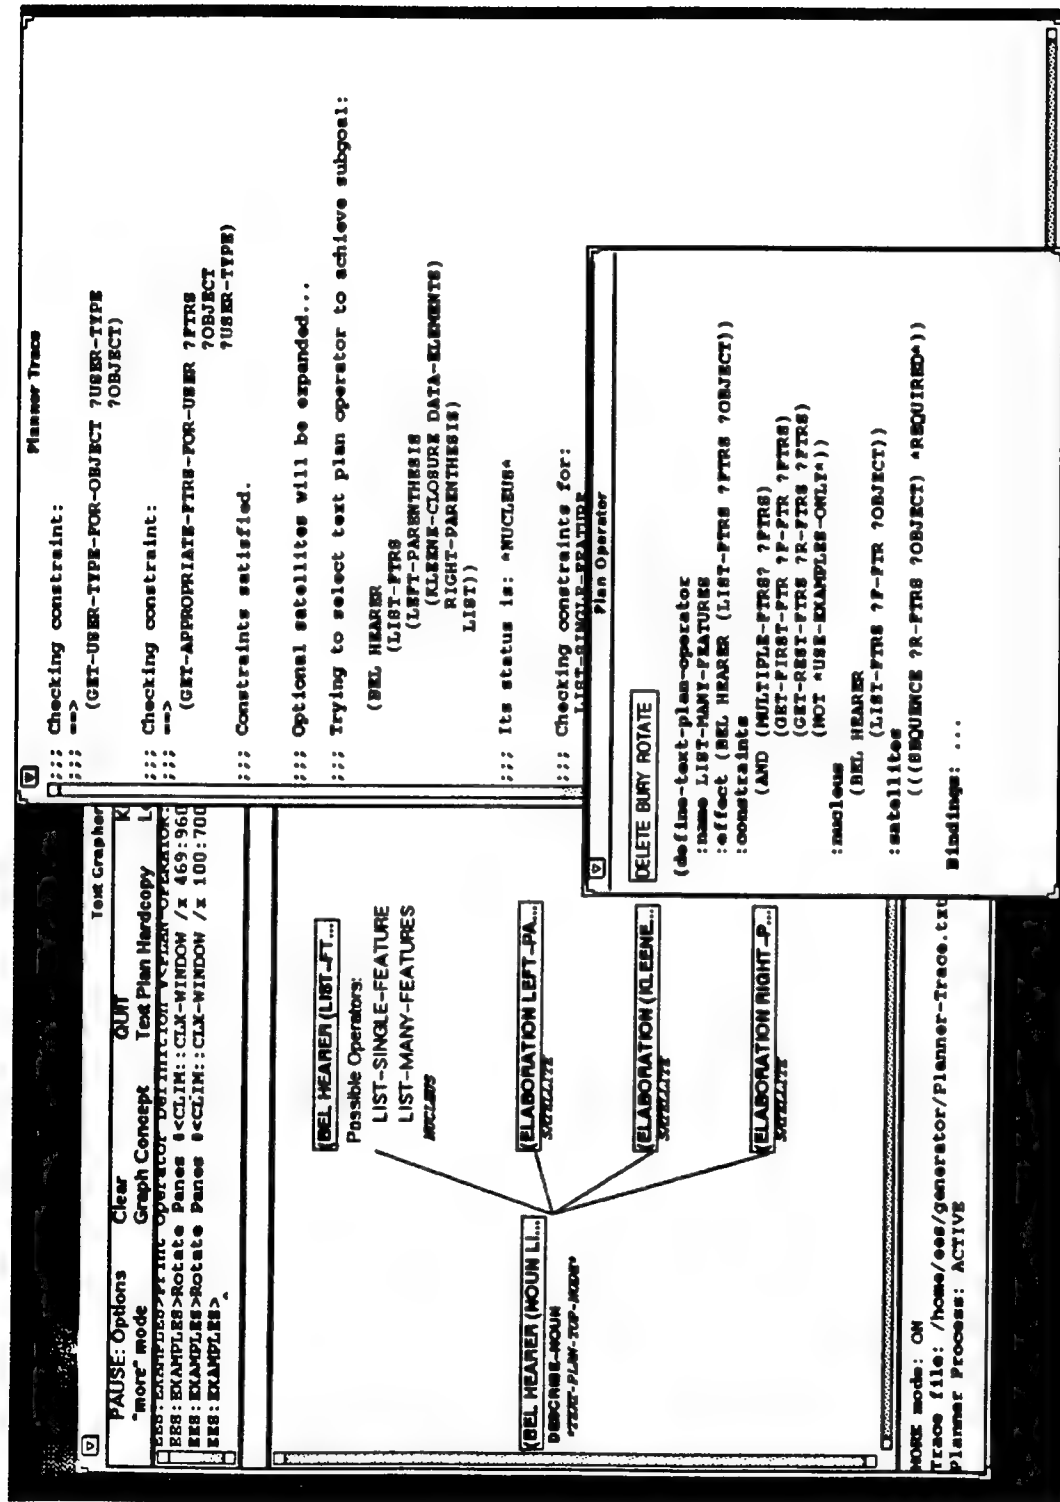 Text Grapher
PAUSE: Options Clear QUIT
"more" mode Graph Concept Text Plan Hardcopy
EES:EXAMPLES>Print Operator Definition
EES:EXAMPLES>Rotate Panes #<CLIM::CLX-WINDOW /x 469:960
EES:EXAMPLES>Rotate Panes #<CLIM::CLX-WINDOW /x 100:700
EES:EXAMPLES>
(BEL HEARER (NOUN LI...
DESCRIBE-NOUN
*TEXT-PLAN-TOP-NODE*
(BEL HEARER (LIST-FT...
Possible Operators:
LIST-SINGLE-FEATURE
LIST-MANY-FEATURES
NUCLEUS
(ELABORATION LEFT-PA...
SATELLITE
(ELABORATION (KLEENE...
SATELLITE
(ELABORATION RIGHT-P...
SATELLITE
MORE mode: ON
Trace file: /home/ees/generator/Planner-Trace.txt
Planner Process: ACTIVE
Planner Trace
;;; Checking constraint:
;;; ==>
(GET-USER-TYPE-FOR-OBJECT ?USER-TYPE
?OBJECT)
;;; Checking constraint:
;;; ==>
(GET-APPROPRIATE-FTRS-FOR-USER ?FTRS
?OBJECT
?USER-TYPE)
;;; Constraints satisfied.
;;; Optional satellites will be expanded...
;;; Trying to select text plan operator to achieve subgoal:
(BEL HEARER
(LIST-FTRS
(LEFT-PARENTHESIS
(KLEENE-CLOSURE DATA-ELEMENTS)
RIGHT-PARENTHESIS)
LIST))
;;; Its status is: *NUCLEUS*
;;; Checking constraints for:
LIST-SINGLE-FEATURE
Plan Operator
DELETE BURY ROTATE
(define-text-plan-operator
:name LIST-MANY-FEATURES
:effect (BEL HEARER (LIST-FTRS ?FTRS ?OBJECT))
:constraints
(AND (MULTIPLE-FTRS? ?FTRS)
(GET-FIRST-FTR ?F-FTR ?FTRS)
(GET-REST-FTRS ?R-FTRS ?FTRS)
(NOT *USE-EXAMPLES-ONLY*))
:nucleus
(BEL HEARER
(LIST-FTRS ?F-FTR ?OBJECT))
:satellites
(((SEQUENCE ?R-FTRS ?OBJECT) *REQUIRED*))
Bindings: ...